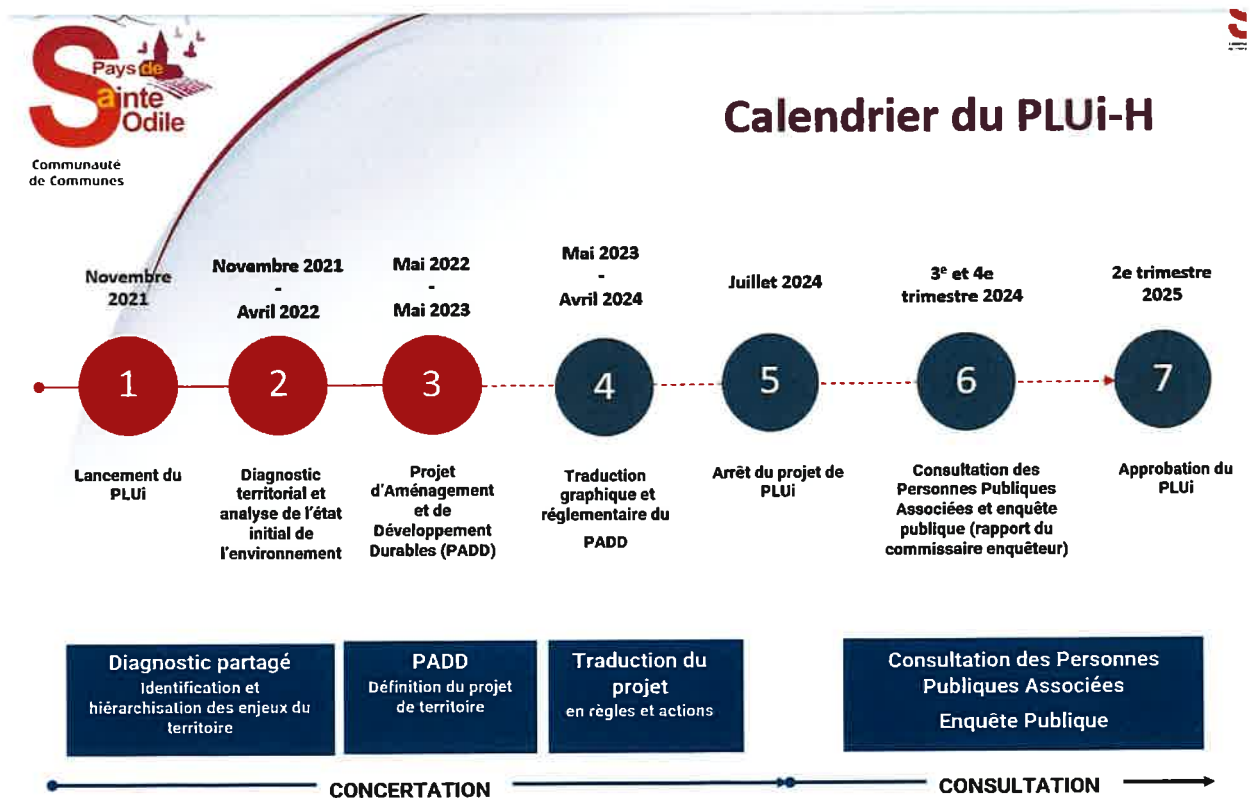 Pays de
Sainte
Odile
Communauté
de Communes
Calendrier du PLUi-H
Novembre
2021
Novembre 2021
-
Avril 2022
Mai 2022
-
Mai 2023
Mai 2023
-
Avril 2024
Juillet 2024
3e et 4e
trimestre 2024
2e trimestre
2025
1
2
3
4
5
6
7
Lancement du
PLUi
Diagnostic
territorial et
analyse de l'état
initial de
l'environnement
Projet
d'Aménagement
et de
Développement
Durables (PADD)
Traduction
graphique et
réglementaire du
PADD
Arrêt du projet de
PLUi
Consultation des
Personnes Publiques
Associées et enquête
publique (rapport du
commissaire enquêteur)
Approbation du
PLUi
Diagnostic partagé
Identification et
hiérarchisation des enjeux du
territoire
PADD
Définition du projet
de territoire
Traduction du
projet
en règles et actions
Consultation des Personnes
Publiques Associées
Enquête Publique
CONCERTATION
CONSULTATION